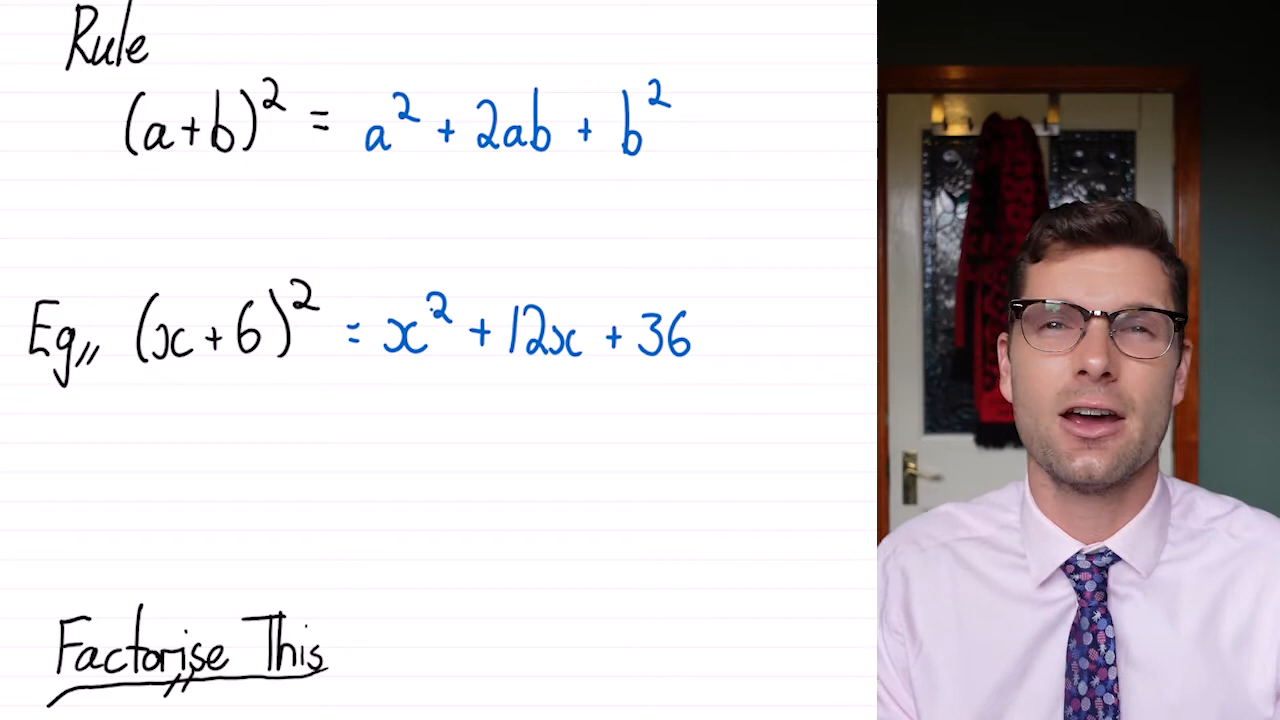 Rule
(a+b)² = a² + 2ab + b²
Eg,, (x+6)² = x² + 12x + 36
Factorise This